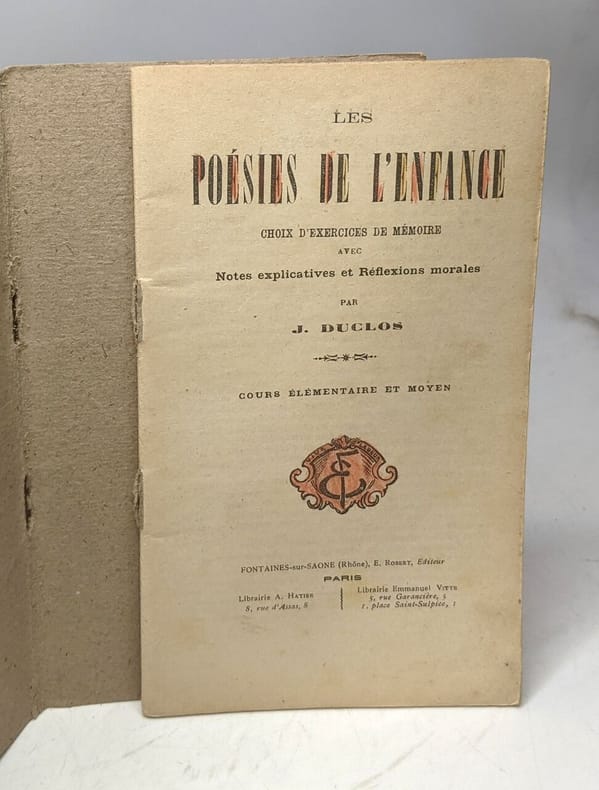 LES
POÉSIES DE L'ENFANCE
CHOIX D'EXERCICES DE MÉMOIRE
AVEC
Notes explicatives et Réflexions morales
PAR
J. DUCLOS
COURS ÉLÉMENTAIRE ET MOYEN
FONTAINES-sur-SAONE (Rhône), E. ROBERT, Editeur
PARIS
Librairie A. HATIER
8, rue d'Assas, 8
Librairie Emmanuel VITTE
5, rue Garancière, 5
1, place Saint-Sulpice, 1